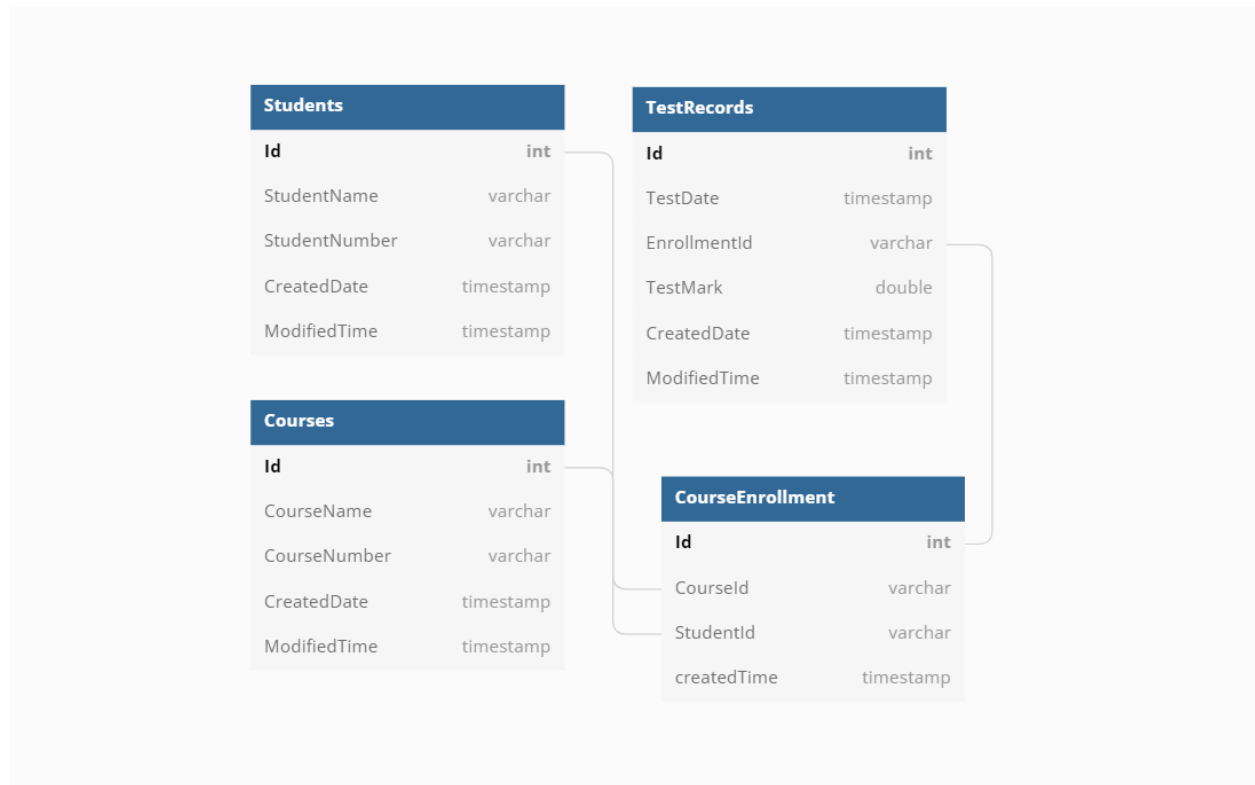 Students
Id int
StudentName varchar
StudentNumber varchar
CreatedDate timestamp
ModifiedTime timestamp
TestRecords
Id int
TestDate timestamp
EnrollmentId varchar
TestMark double
CreatedDate timestamp
ModifiedTime timestamp
Courses
Id int
CourseName varchar
CourseNumber varchar
CreatedDate timestamp
ModifiedTime timestamp
CourseEnrollment
Id int
CourseId varchar
StudentId varchar
createdTime timestamp